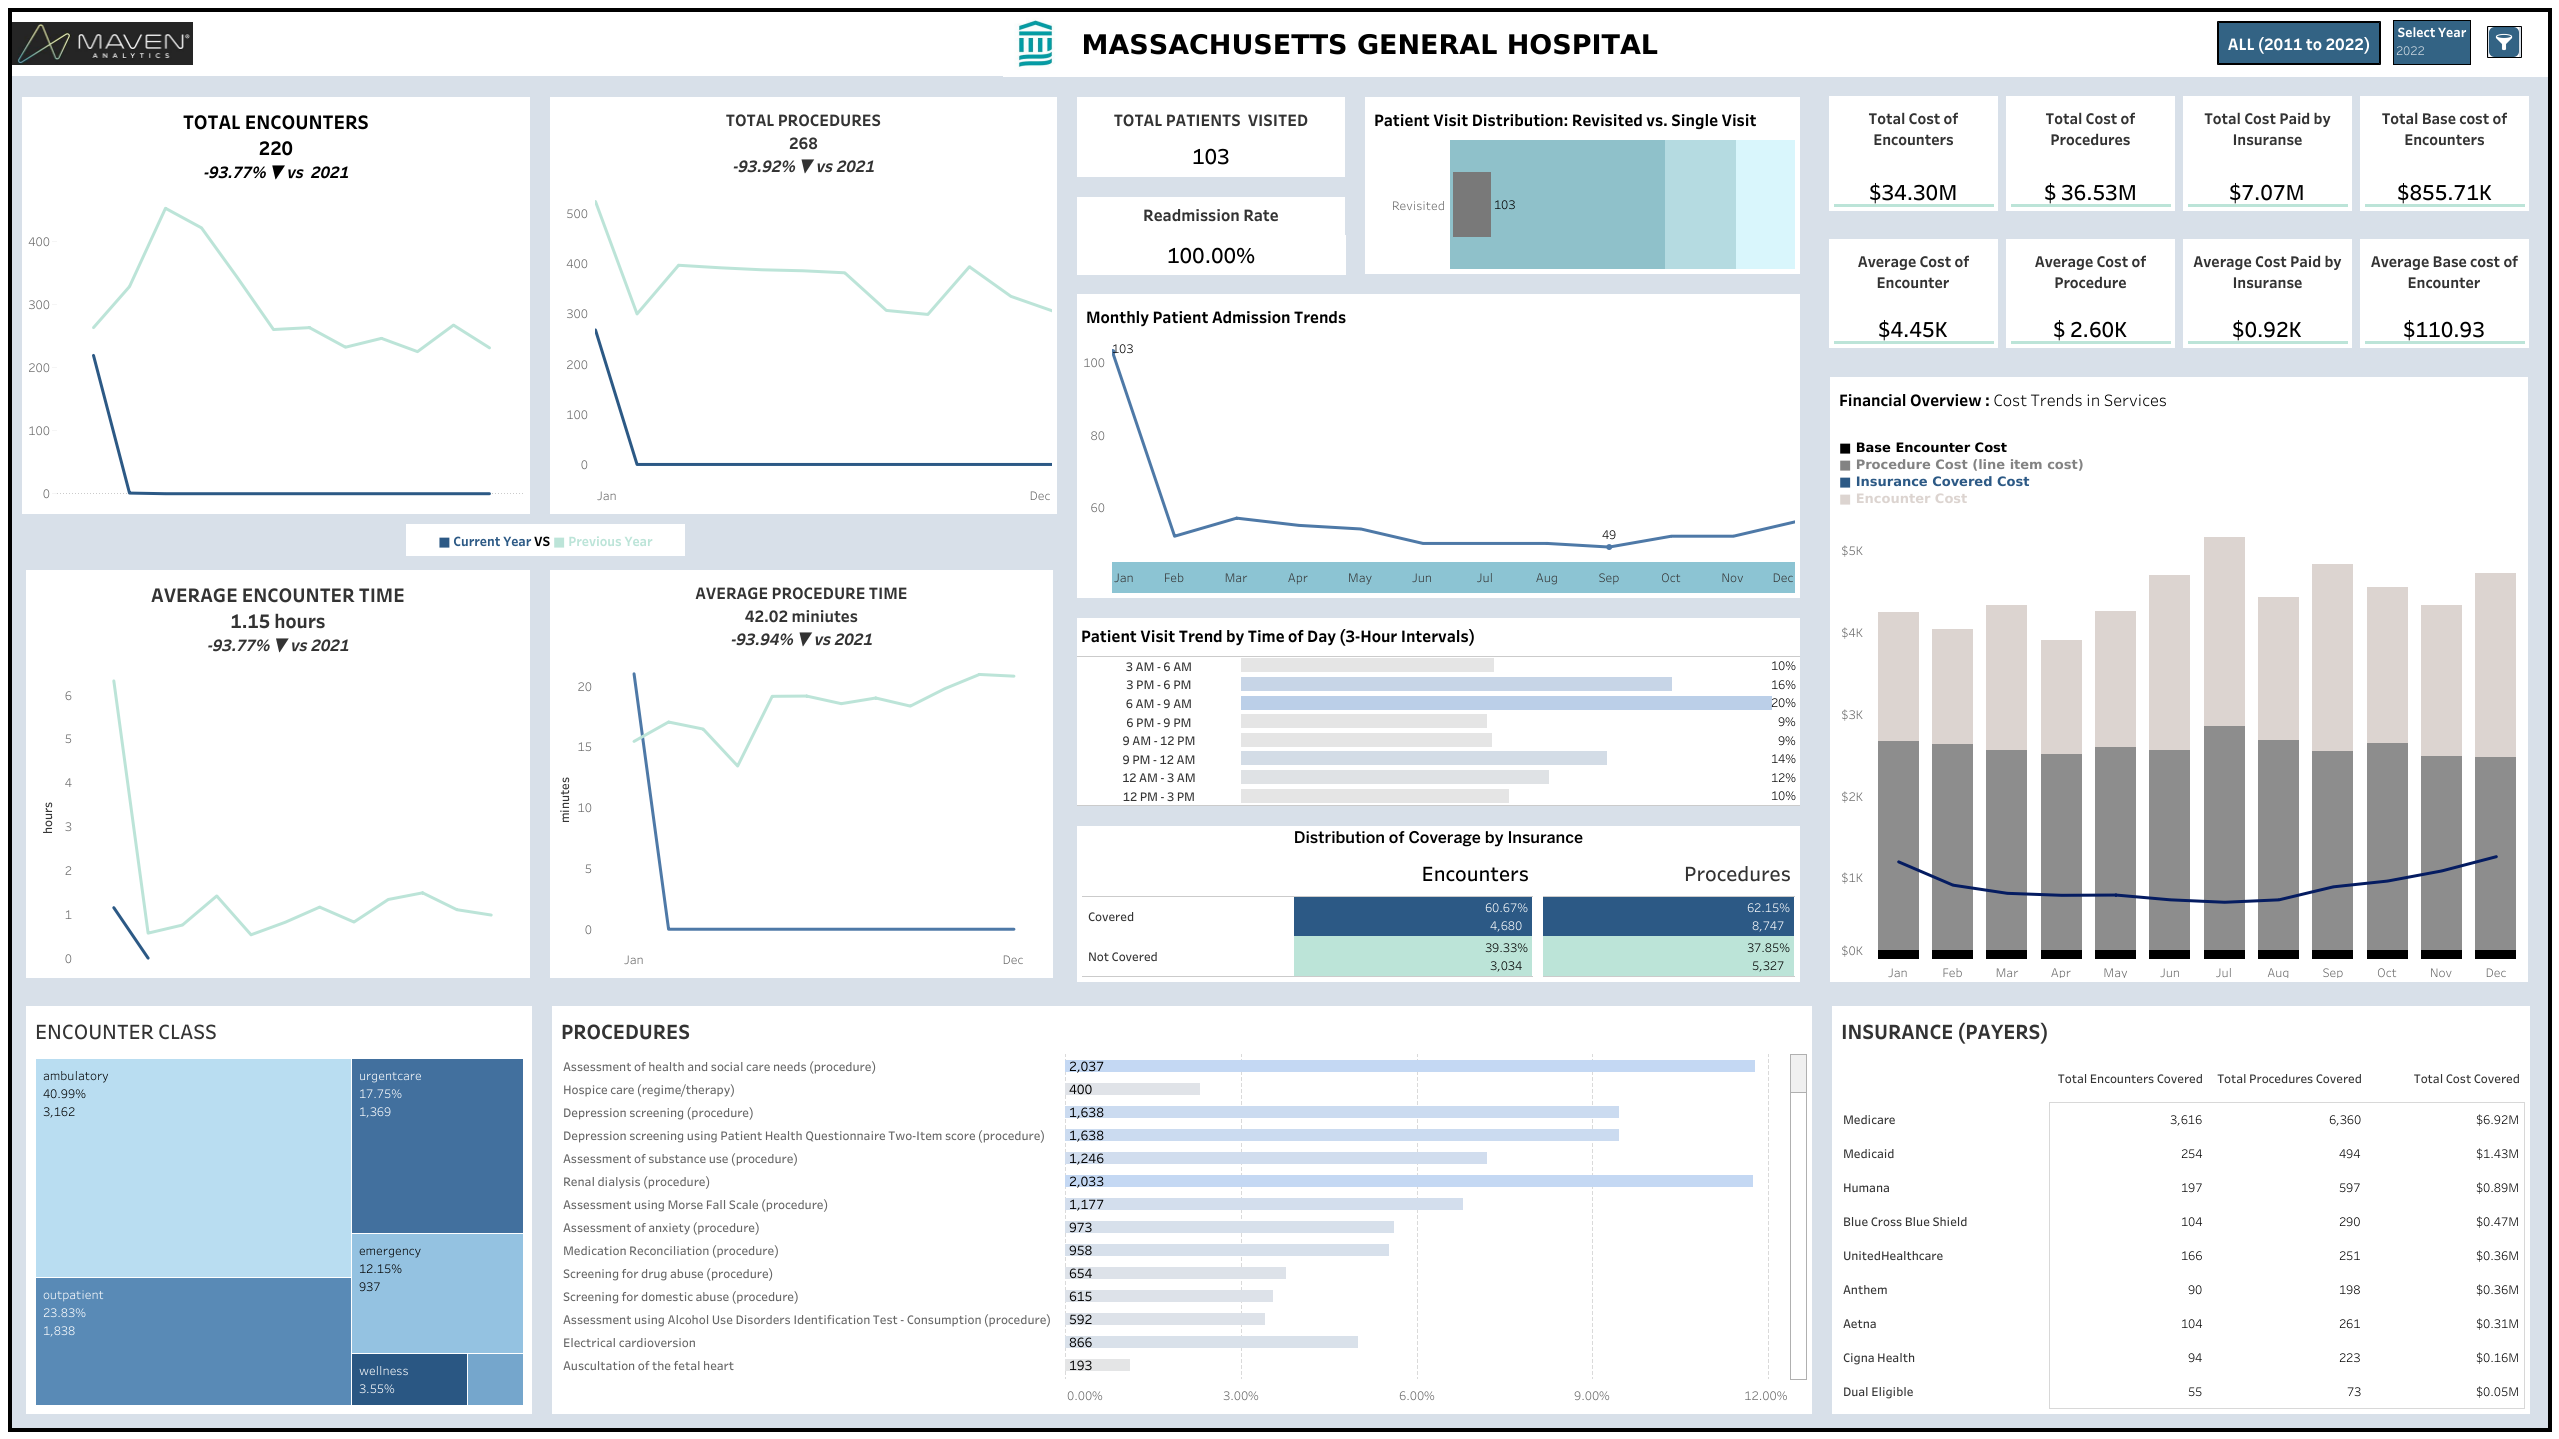 MAVEN®
ANALYTICS
MASSACHUSETTS GENERAL HOSPITAL
ALL (2011 to 2022)
Select Year
2022
TOTAL ENCOUNTERS
220
-93.77% ▼ vs 2021
400
300
200
100
0
TOTAL PROCEDURES
268
-93.92% ▼ vs 2021
500
400
300
200
100
0
Jan Dec
■ Current Year VS ■ Previous Year
AVERAGE ENCOUNTER TIME
1.15 hours
-93.77% ▼ vs 2021
hours
6
5
4
3
2
1
0
AVERAGE PROCEDURE TIME
42.02 miniutes
-93.94% ▼ vs 2021
minutes
20
15
10
5
0
Jan Dec
TOTAL PATIENTS VISITED
103
Readmission Rate
100.00%
Patient Visit Distribution: Revisited vs. Single Visit
Revisited 103
Monthly Patient Admission Trends
103
100
80
60
49
Jan Feb Mar Apr May Jun Jul Aug Sep Oct Nov Dec
Patient Visit Trend by Time of Day (3-Hour Intervals)
3 AM - 6 AM 10%
3 PM - 6 PM 16%
6 AM - 9 AM 20%
6 PM - 9 PM 9%
9 AM - 12 PM 9%
9 PM - 12 AM 14%
12 AM - 3 AM 12%
12 PM - 3 PM 10%
Distribution of Coverage by Insurance
Encounters Procedures
Covered 60.67% 62.15%
4,680 8,747
Not Covered 39.33% 37.85%
3,034 5,327
Total Cost of Encounters
$34.30M
Total Cost of Procedures
$ 36.53M
Total Cost Paid by Insuranse
$7.07M
Total Base cost of Encounters
$855.71K
Average Cost of Encounter
$4.45K
Average Cost of Procedure
$ 2.60K
Average Cost Paid by Insuranse
$0.92K
Average Base cost of Encounter
$110.93
Financial Overview : Cost Trends in Services
■ Base Encounter Cost
■ Procedure Cost (line item cost)
■ Insurance Covered Cost
■ Encounter Cost
$5K
$4K
$3K
$2K
$1K
$0K
Jan Feb Mar Apr May Jun Jul Aug Sep Oct Nov Dec
ENCOUNTER CLASS
ambulatory
40.99%
3,162
urgentcare
17.75%
1,369
emergency
12.15%
937
outpatient
23.83%
1,838
wellness
3.55%
PROCEDURES
Assessment of health and social care needs (procedure) 2,037
Hospice care (regime/therapy) 400
Depression screening (procedure) 1,638
Depression screening using Patient Health Questionnaire Two-Item score (procedure) 1,638
Assessment of substance use (procedure) 1,246
Renal dialysis (procedure) 2,033
Assessment using Morse Fall Scale (procedure) 1,177
Assessment of anxiety (procedure) 973
Medication Reconciliation (procedure) 958
Screening for drug abuse (procedure) 654
Screening for domestic abuse (procedure) 615
Assessment using Alcohol Use Disorders Identification Test - Consumption (procedure) 592
Electrical cardioversion 866
Auscultation of the fetal heart 193
0.00% 3.00% 6.00% 9.00% 12.00%
INSURANCE (PAYERS)
Total Encounters Covered Total Procedures Covered Total Cost Covered
Medicare 3,616 6,360 $6.92M
Medicaid 254 494 $1.43M
Humana 197 597 $0.89M
Blue Cross Blue Shield 104 290 $0.47M
UnitedHealthcare 166 251 $0.36M
Anthem 90 198 $0.36M
Aetna 104 261 $0.31M
Cigna Health 94 223 $0.16M
Dual Eligible 55 73 $0.05M